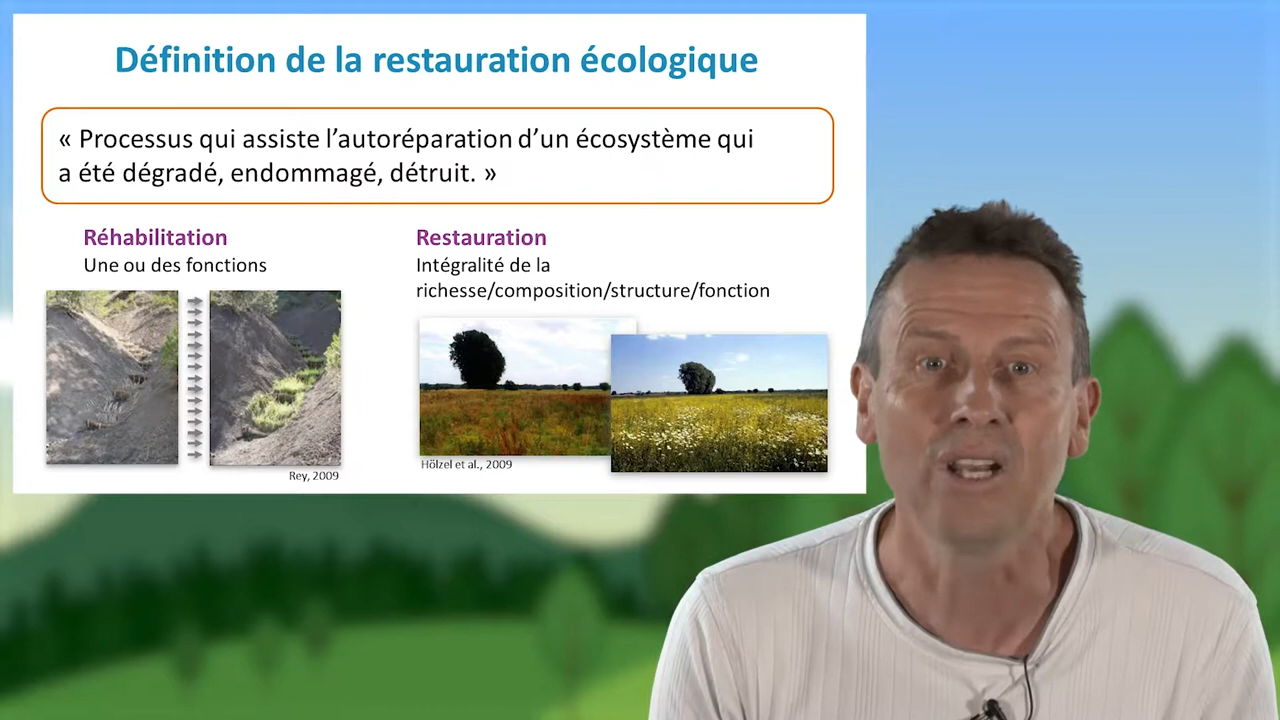 Définition de la restauration écologique
« Processus qui assiste l’autoréparation d’un écosystème qui
a été dégradé, endommagé, détruit. »
Réhabilitation
Une ou des fonctions
Rey, 2009
Restauration
Intégralité de la
richesse/composition/structure/fonction
Hölzel et al., 2009